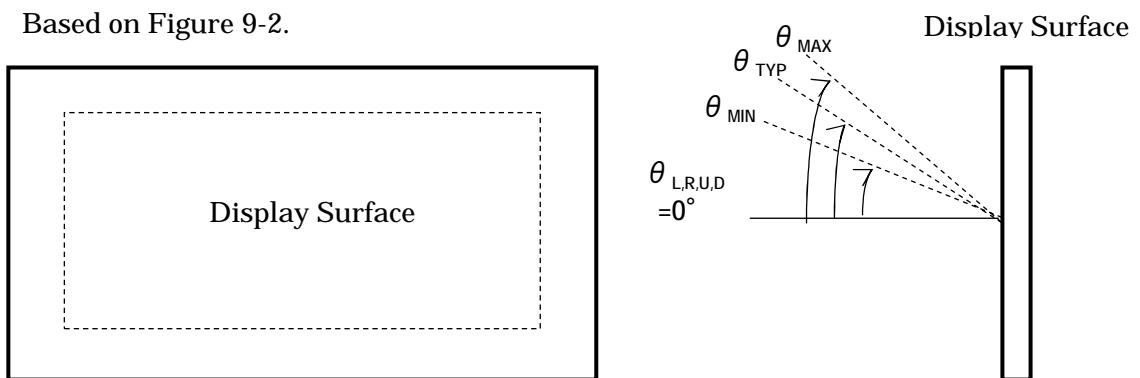 Based on Figure 9-2.
Display Surface
Display Surface
θ MAX
θ TYP
θ MIN
θ L,R,U,D
=0°